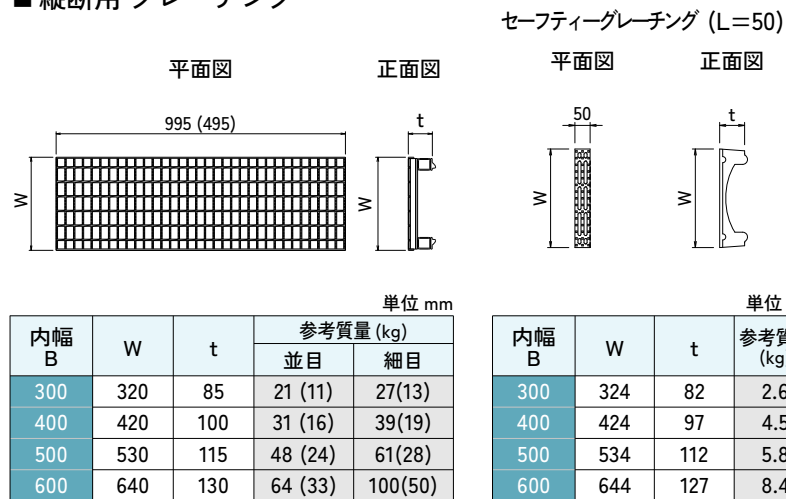 ■縦断用 グレーチング
セーフティーグレーチング (L=50)
平面図 正面図
平面図 正面図
995 (495)
t
W
W
50
t
W
W
単位 mm
内幅 B W t 参考質量 (kg)
並目 細目
300 320 85 21 (11) 27(13)
400 420 100 31 (16) 39(19)
500 530 115 48 (24) 61(28)
600 640 130 64 (33) 100(50)
単位
内幅 B W t 参考質 (kg
300 324 82 2.6
400 424 97 4.5
500 534 112 5.8
600 644 127 8.4